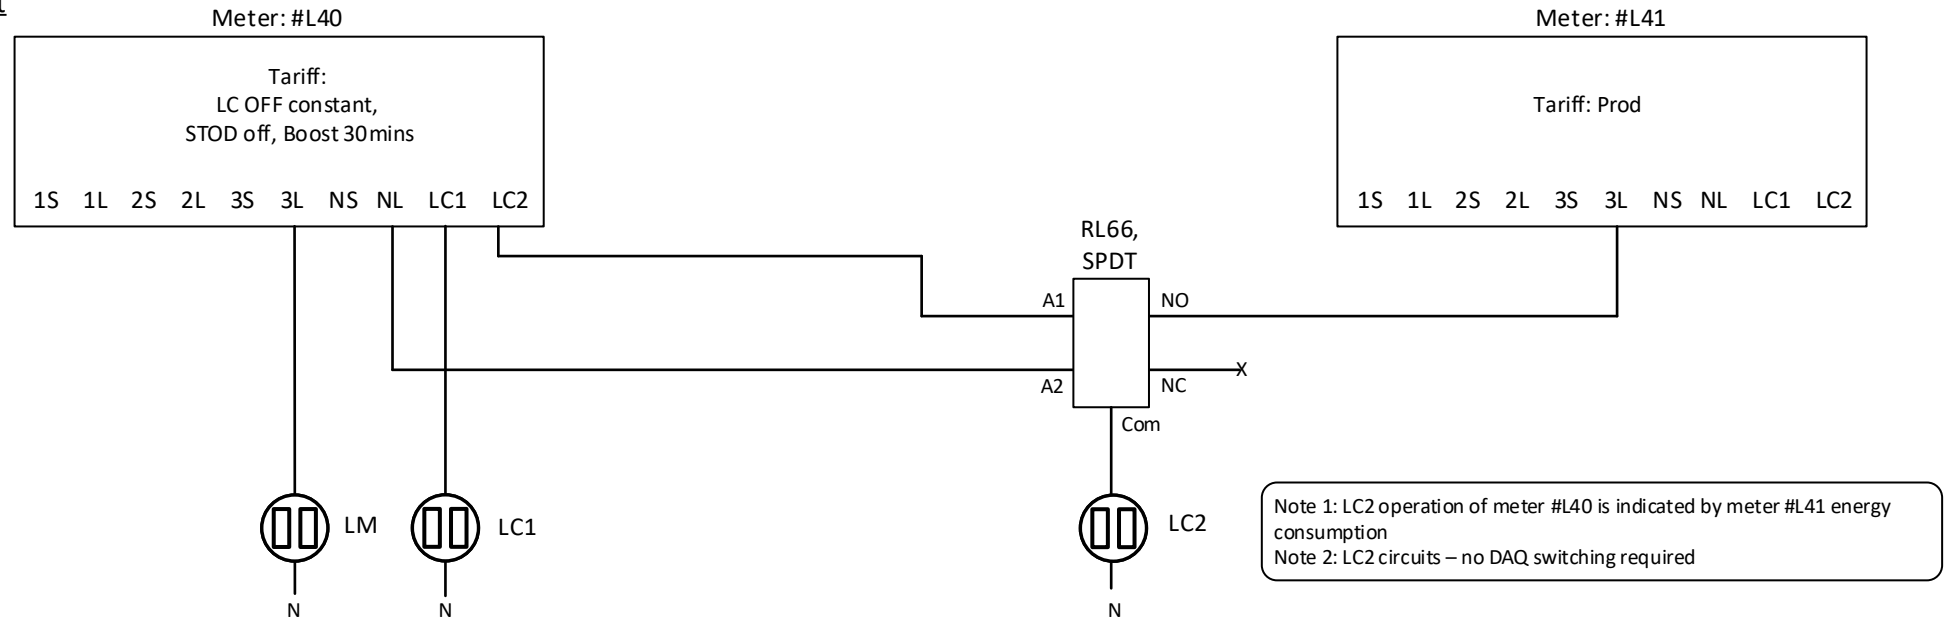 Meter: #L40
Meter: #L41
Tariff:
LC OFF constant,
STOD off, Boost 30mins
Tariff: Prod
1S 1L 2S 2L 3S 3L NS NL LC1 LC2
1S 1L 2S 2L 3S 3L NS NL LC1 LC2
RL66,
SPDT
A1 NO
A2 NC X
Com
LM LC1 LC2
Note 1: LC2 operation of meter #L40 is indicated by meter #L41 energy
consumption
Note 2: LC2 circuits – no DAQ switching required
N N N